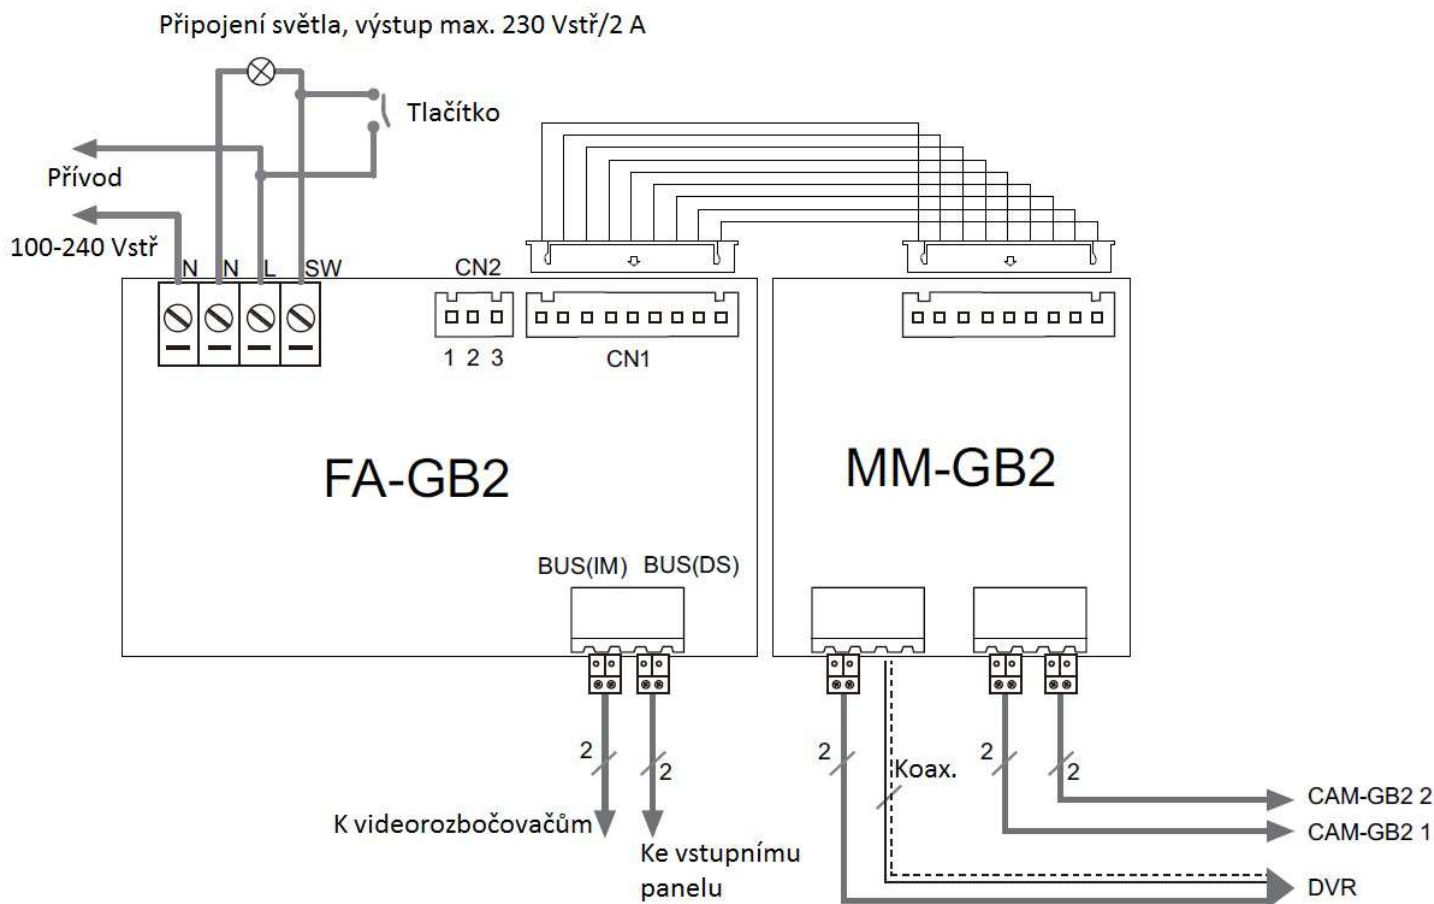 Připojení světla, výstup max. 230 Vstř/2 A
Tlačítko
Přívod
100-240 Vstř
N N L SW
CN2
1 2 3
CN1
FA-GB2
MM-GB2
BUS(IM) BUS(DS)
2
2
2
Koax.
2
2
K videorozbočovačům
Ke vstupnímu
panelu
CAM-GB2 2
CAM-GB2 1
DVR